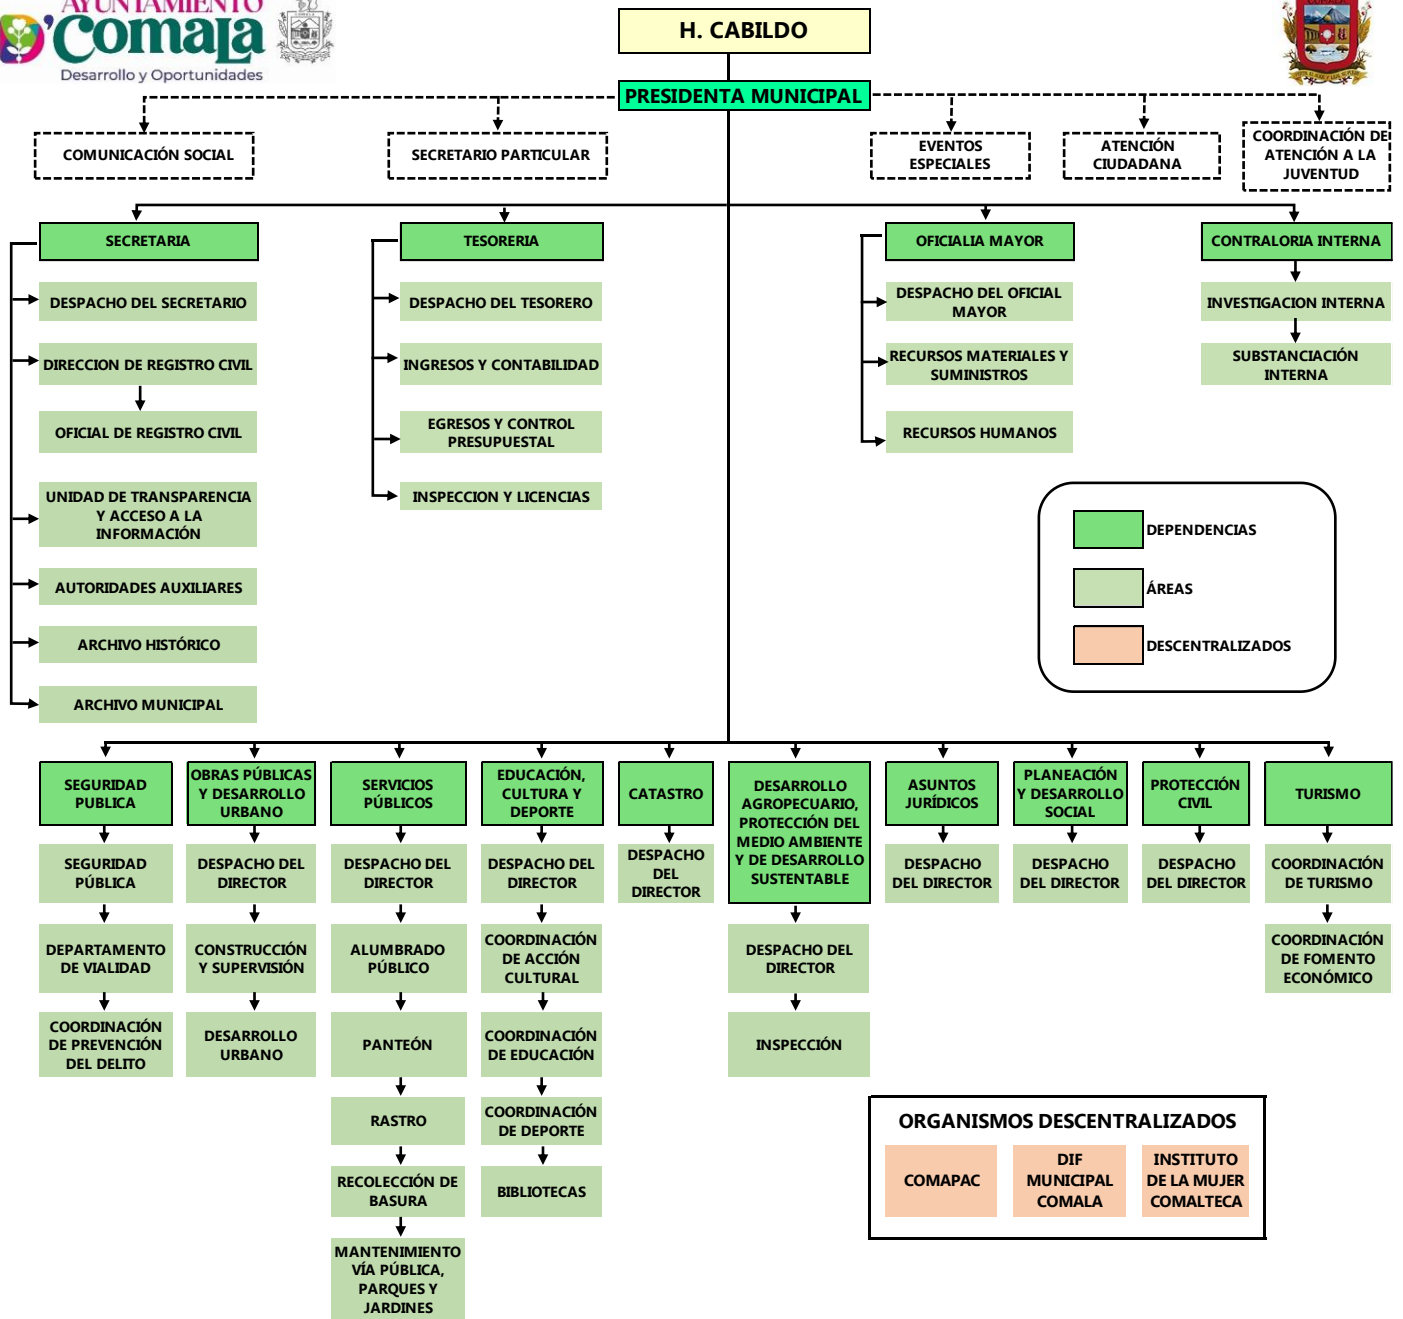 AYUNTAMIENTO
D'Comala
Desarrollo y Oportunidades
H. CABILDO
PRESIDENTA MUNICIPAL
COMUNICACIÓN SOCIAL
SECRETARIO PARTICULAR
EVENTOS
ESPECIALES
ATENCIÓN
CIUDADANA
COORDINACIÓN DE
ATENCIÓN A LA
JUVENTUD
SECRETARIA
DESPACHO DEL SECRETARIO
DIRECCION DE REGISTRO CIVIL
OFICIAL DE REGISTRO CIVIL
UNIDAD DE TRANSPARENCIA
Y ACCESO A LA
INFORMACIÓN
AUTORIDADES AUXILIARES
ARCHIVO HISTÓRICO
ARCHIVO MUNICIPAL
TESORERIA
DESPACHO DEL TESORERO
INGRESOS Y CONTABILIDAD
EGRESOS Y CONTROL
PRESUPUESTAL
INSPECCION Y LICENCIAS
OFICIALIA MAYOR
DESPACHO DEL OFICIAL
MAYOR
RECURSOS MATERIALES Y
SUMINISTROS
RECURSOS HUMANOS
CONTRALORIA INTERNA
INVESTIGACION INTERNA
SUBSTANCIACIÓN
INTERNA
DEPENDENCIAS
ÁREAS
DESCENTRALIZADOS
SEGURIDAD
PUBLICA
SEGURIDAD
PÚBLICA
DEPARTAMENTO
DE VIALIDAD
COORDINACIÓN
DE PREVENCIÓN
DEL DELITO
OBRAS PÚBLICAS
Y DESARROLLO
URBANO
DESPACHO DEL
DIRECTOR
CONSTRUCCIÓN
Y SUPERVISIÓN
DESARROLLO
URBANO
SERVICIOS
PÚBLICOS
DESPACHO DEL
DIRECTOR
ALUMBRADO
PÚBLICO
PANTEÓN
RASTRO
RECOLECCIÓN DE
BASURA
MANTENIMIENTO
VÍA PÚBLICA,
PARQUES Y
JARDINES
EDUCACIÓN,
CULTURA Y
DEPORTE
DESPACHO DEL
DIRECTOR
COORDINACIÓN
DE ACCIÓN
CULTURAL
COORDINACIÓN
DE EDUCACIÓN
COORDINACIÓN
DE DEPORTE
BIBLIOTECAS
CATASTRO
DESPACHO
DEL
DIRECTOR
DESARROLLO
AGROPECUARIO,
PROTECCIÓN DEL
MEDIO AMBIENTE
Y DE DESARROLLO
SUSTENTABLE
DESPACHO DEL
DIRECTOR
INSPECCIÓN
ASUNTOS
JURÍDICOS
DESPACHO
DEL DIRECTOR
PLANEACIÓN
Y DESARROLLO
SOCIAL
DESPACHO
DEL DIRECTOR
PROTECCIÓN
CIVIL
DESPACHO
DEL DIRECTOR
TURISMO
COORDINACIÓN
DE TURISMO
COORDINACIÓN
DE FOMENTO
ECONÓMICO
ORGANISMOS DESCENTRALIZADOS
COMAPAC
DIF
MUNICIPAL
COMALA
INSTITUTO
DE LA MUJER
COMALTECA